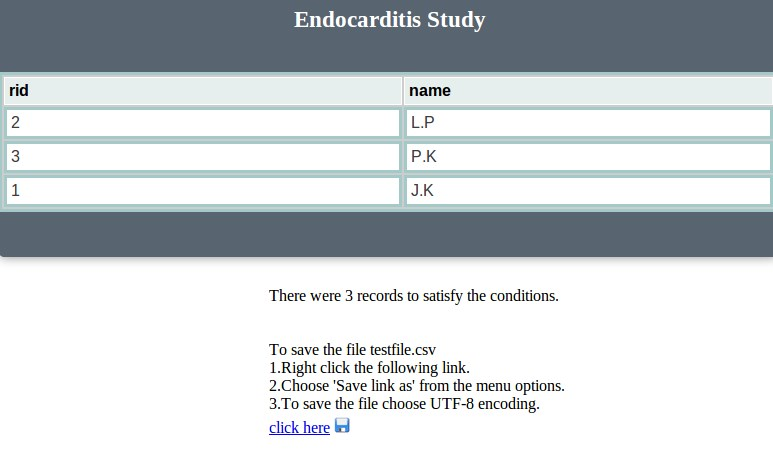 Endocarditis Study
rid name
2 L.P
3 P.K
1 J.K
There were 3 records to satisfy the conditions.
To save the file testfile.csv
1.Right click the following link.
2.Choose 'Save link as' from the menu options.
3.To save the file choose UTF-8 encoding.
click here